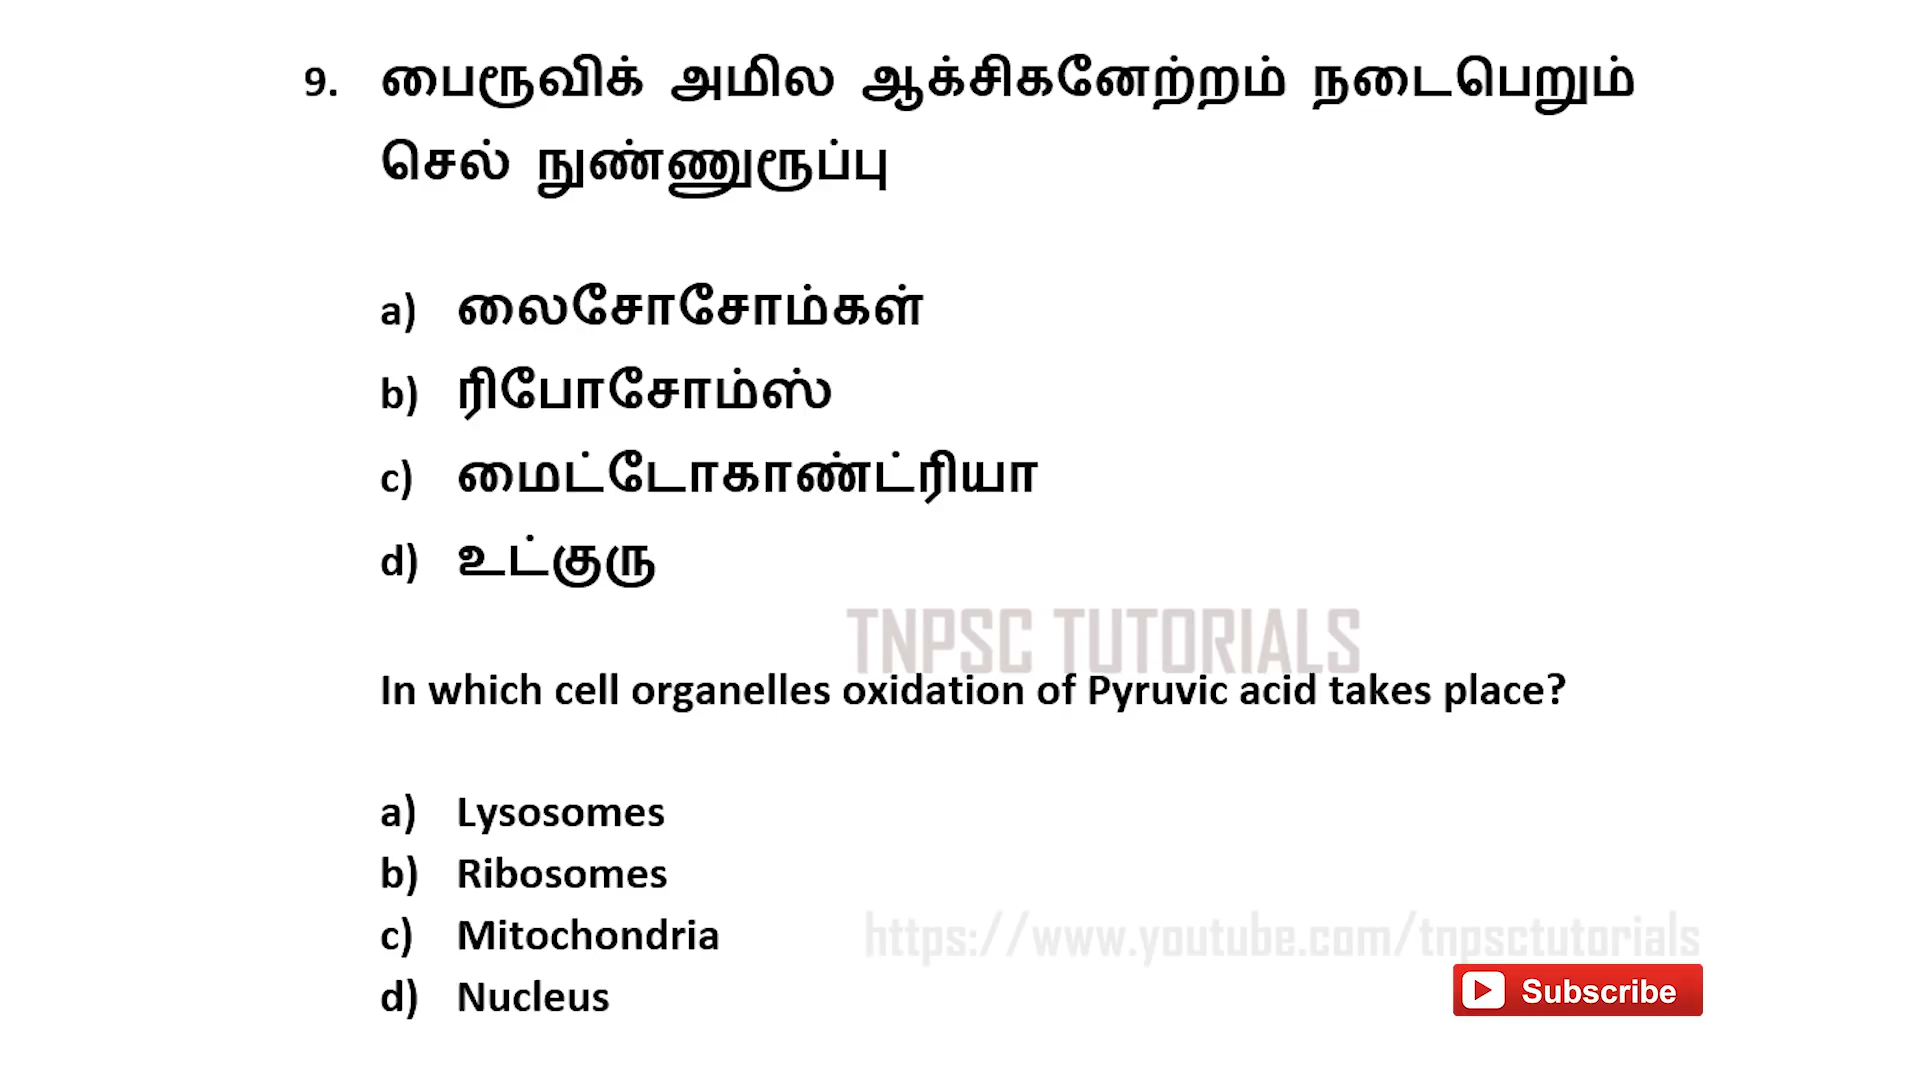 9. பைரூவிக் அமில ஆக்சிகனேற்றம் நடைபெறும்
செல் நுண்ணுரூப்பு
a) லைசோசோம்கள்
b) ரிபோசோம்ஸ்
c) மைட்டோகாண்ட்ரியா
d) உட்குரு
TNPSC TUTORIALS
In which cell organelles oxidation of Pyruvic acid takes place?
a) Lysosomes
b) Ribosomes
c) Mitochondria
https://www.youtube.com/tnpsctutorials
d) Nucleus
Subscribe